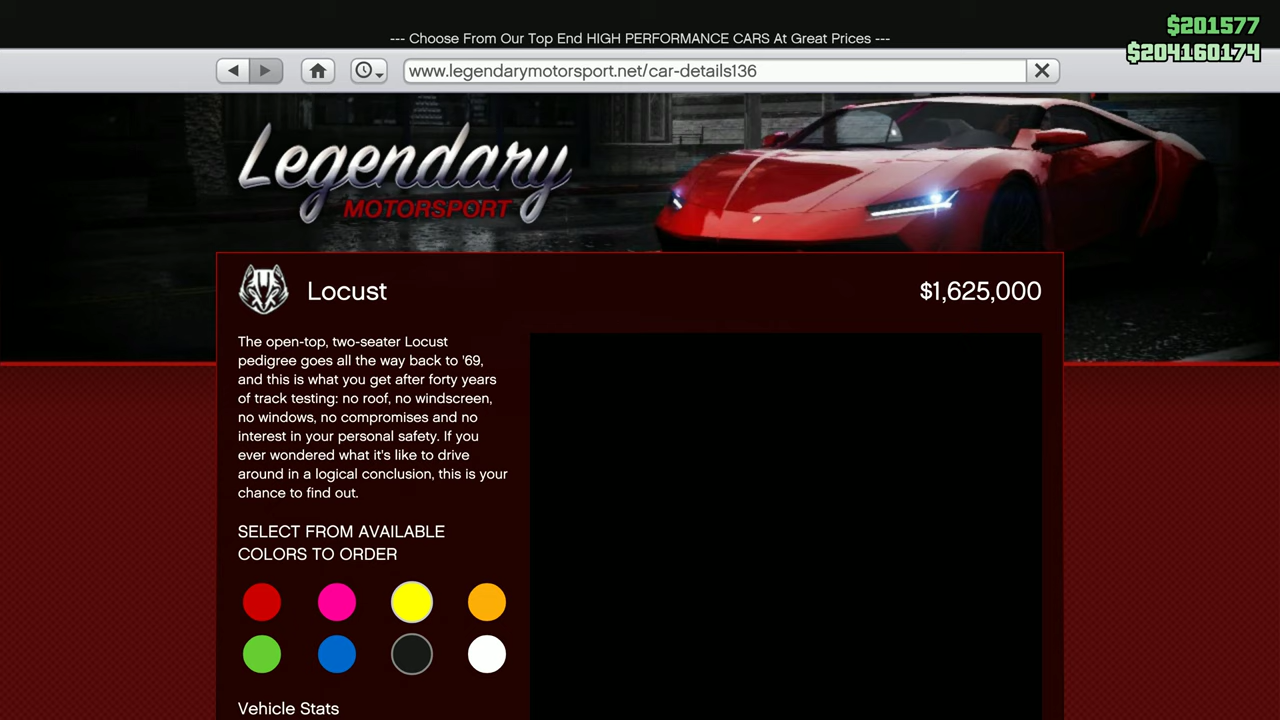 $201577
--- Choose From Our Top End HIGH PERFORMANCE CARS At Great Prices ---
$204160174
www.legendarymotorsport.net/car-details136
Legendary
MOTORSPORT
Locust
$1,625,000
The open-top, two-seater Locust
pedigree goes all the way back to '69,
and this is what you get after forty years
of track testing: no roof, no windscreen,
no windows, no compromises and no
interest in your personal safety. If you
ever wondered what it's like to drive
around in a logical conclusion, this is your
chance to find out.
SELECT FROM AVAILABLE
COLORS TO ORDER
Vehicle Stats